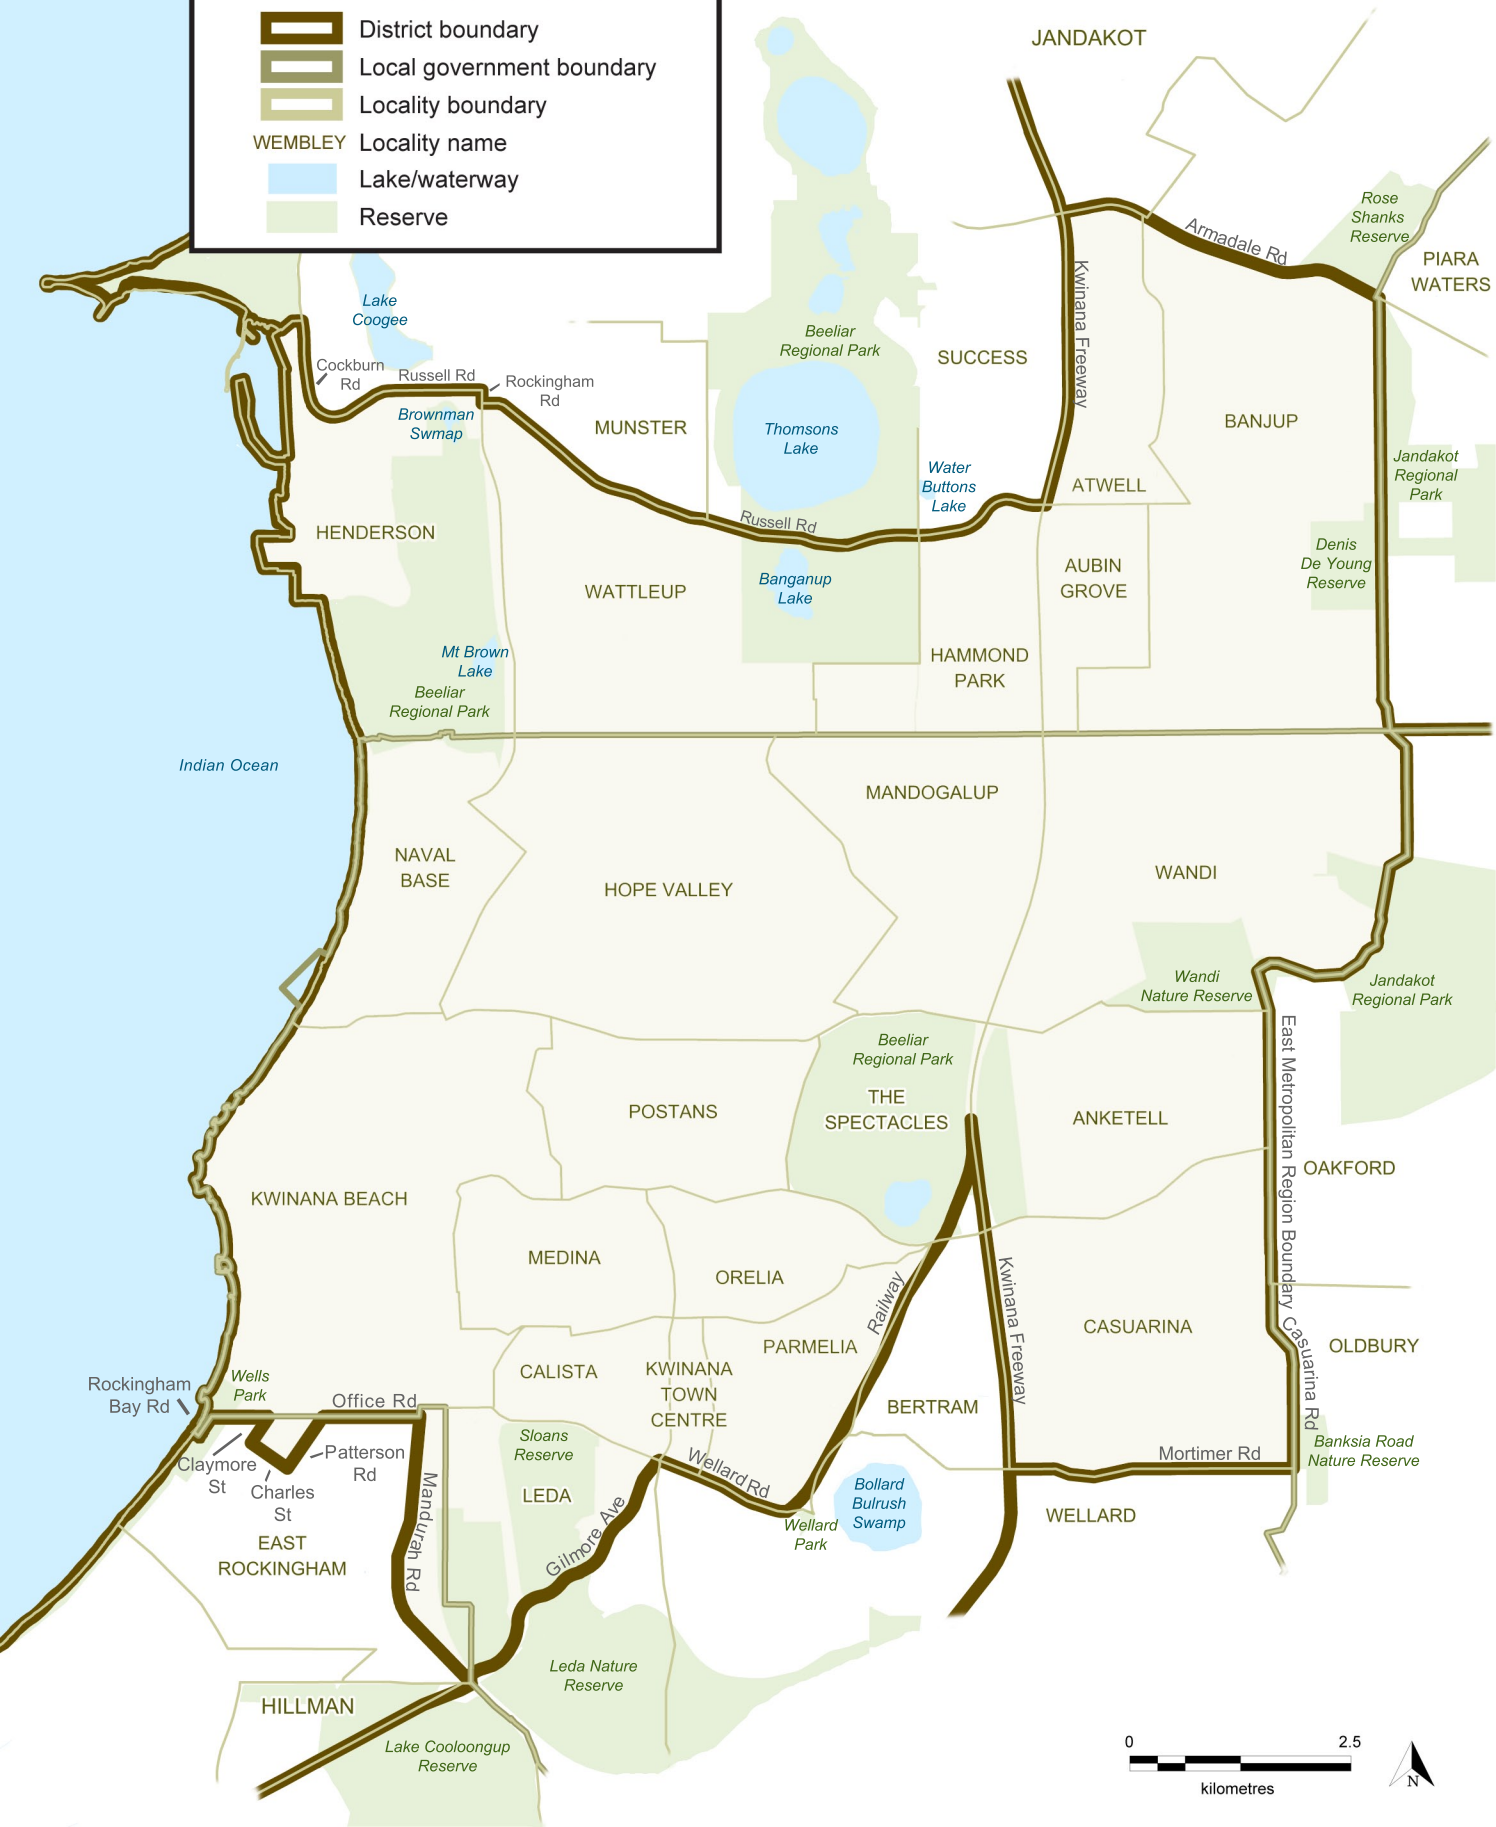 District boundary
Local government boundary
Locality boundary
WEMBLEY Locality name
Lake/waterway
Reserve
JANDAKOT
Rose
Shanks
Reserve
Armadale Rd
PIARA
WATERS
Lake
Coogee
Kwinana Freeway
Beeliar
Regional Park
SUCCESS
Cockburn
Rd
Russell Rd
Rockingham
Rd
Brownman
Swmap
MUNSTER
Thomsons
Lake
BANJUP
Water
Buttons
Lake
ATWELL
Jandakot
Regional
Park
HENDERSON
Russell Rd
Denis
De Young
Reserve
WATTLEUP
Banganup
Lake
AUBIN
GROVE
Mt Brown
Lake
HAMMOND
PARK
Beeliar
Regional Park
Indian Ocean
MANDOGALUP
NAVAL
BASE
HOPE VALLEY
WANDI
Wandi
Nature Reserve
Jandakot
Regional Park
Beeliar
Regional Park
THE
SPECTACLES
POSTANS
ANKETELL
East Metropolitan Region Boundary
OAKFORD
KWINANA BEACH
MEDINA
ORELIA
Railway
Kwinana Freeway
CASUARINA
Casuarina Rd
OLDBURY
PARMELIA
CALISTA
KWINANA
TOWN
CENTRE
Rockingham
Bay Rd
Wells
Park
Office Rd
BERTRAM
Sloans
Reserve
Claymore
St
Charles
St
Patterson
Rd
Mandurah Rd
Wellard Rd
Mortimer Rd
Banksia Road
Nature Reserve
LEDA
Gilmore Ave
Bollard
Bulrush
Swamp
WELLARD
Wellard
Park
EAST
ROCKINGHAM
Leda Nature
Reserve
HILLMAN
Lake Cooloongup
Reserve
0 2.5
kilometres
N